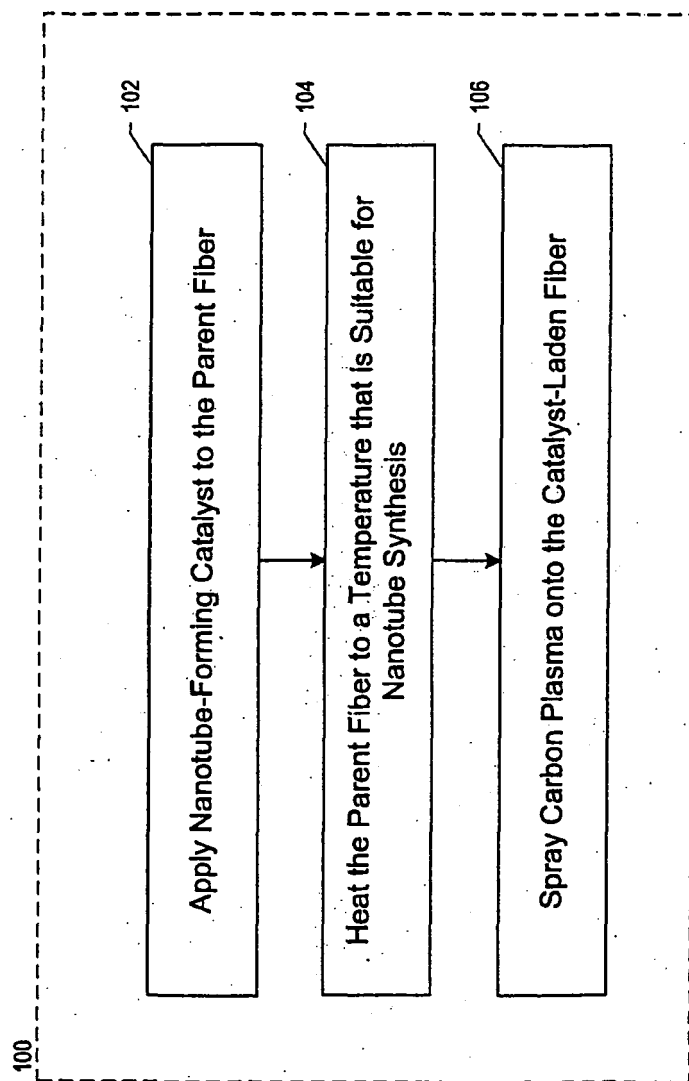 100
102
Apply Nanotube-Forming Catalyst to the Parent Fiber
104
Heat the Parent Fiber to a Temperature that is Suitable for
Nanotube Synthesis
106
Spray Carbon Plasma onto the Catalyst-Laden Fiber